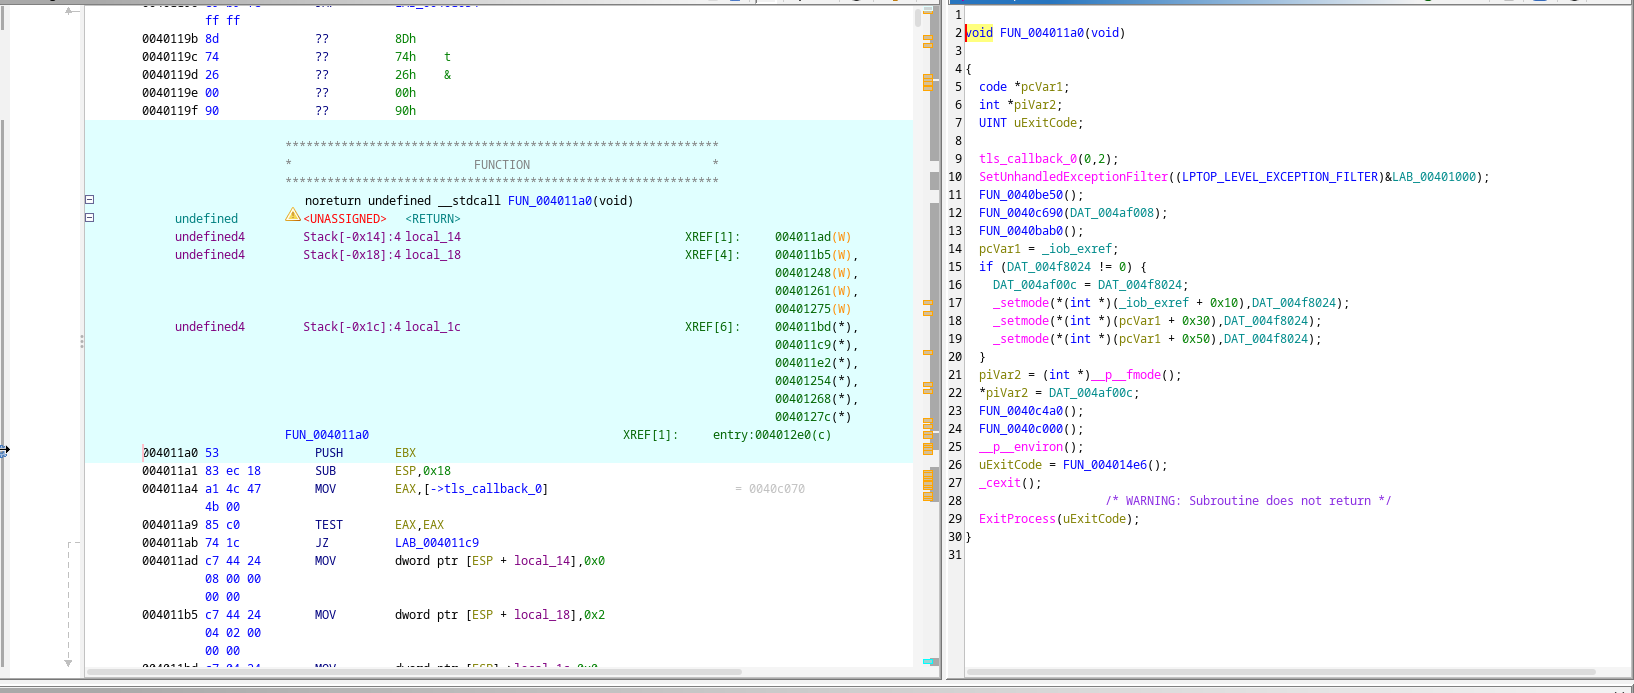 ff ff
0040119b 8d ?? 8Dh
0040119c 74 ?? 74h t
0040119d 26 ?? 26h &
0040119e 00 ?? 00h
0040119f 90 ?? 90h
**************************************************************
* FUNCTION *
**************************************************************
noreturn undefined __stdcall FUN_004011a0(void)
undefined <UNASSIGNED> <RETURN>
undefined4 Stack[-0x14]:4 local_14 XREF[1]: 004011ad(W)
undefined4 Stack[-0x18]:4 local_18 XREF[4]: 004011b5(W),
00401248(W),
00401261(W),
00401275(W)
undefined4 Stack[-0x1c]:4 local_1c XREF[6]: 004011bd(*),
004011c9(*),
004011e2(*),
00401254(*),
00401268(*),
0040127c(*)
FUN_004011a0 XREF[1]: entry:004012e0(c)
004011a0 53 PUSH EBX
004011a1 83 ec 18 SUB ESP,0x18
004011a4 a1 4c 47 MOV EAX,[->tls_callback_0] = 0040c070
4b 00
004011a9 85 c0 TEST EAX,EAX
004011ab 74 1c JZ LAB_004011c9
004011ad c7 44 24 MOV dword ptr [ESP + local_14],0x0
08 00 00
00 00
004011b5 c7 44 24 MOV dword ptr [ESP + local_18],0x2
04 02 00
00 00
004011bd c7 04 24 MOV dword ptr [ESP]=>local_1c,0x0
1
2 void FUN_004011a0(void)
3
4 {
5 code *pcVar1;
6 int *piVar2;
7 UINT uExitCode;
8
9 tls_callback_0(0,2);
10 SetUnhandledExceptionFilter((LPTOP_LEVEL_EXCEPTION_FILTER)&LAB_00401000);
11 FUN_0040be50();
12 FUN_0040c690(DAT_004af008);
13 FUN_0040bab0();
14 pcVar1 = _iob_exref;
15 if (DAT_004f8024 != 0) {
16 DAT_004af00c = DAT_004f8024;
17 _setmode(*(int *)(_iob_exref + 0x10),DAT_004f8024);
18 _setmode(*(int *)(pcVar1 + 0x30),DAT_004f8024);
19 _setmode(*(int *)(pcVar1 + 0x50),DAT_004f8024);
20 }
21 piVar2 = (int *)__p__fmode();
22 *piVar2 = DAT_004af00c;
23 FUN_0040c4a0();
24 FUN_0040c000();
25 __p__environ();
26 uExitCode = FUN_004014e6();
27 _cexit();
28 /* WARNING: Subroutine does not return */
29 ExitProcess(uExitCode);
30 }
31